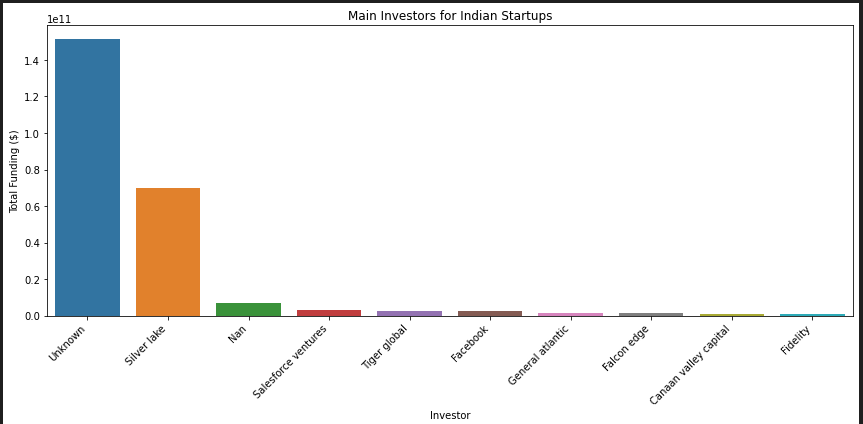 Main Investors for Indian Startups
1e11
1.4
1.2
1.0
0.8
0.6
0.4
0.2
0.0
Total Funding ($)
Unknown
Silver lake
Nan
Salesforce ventures
Tiger global
Facebook
General atlantic
Falcon edge
Canaan valley capital
Fidelity
Investor